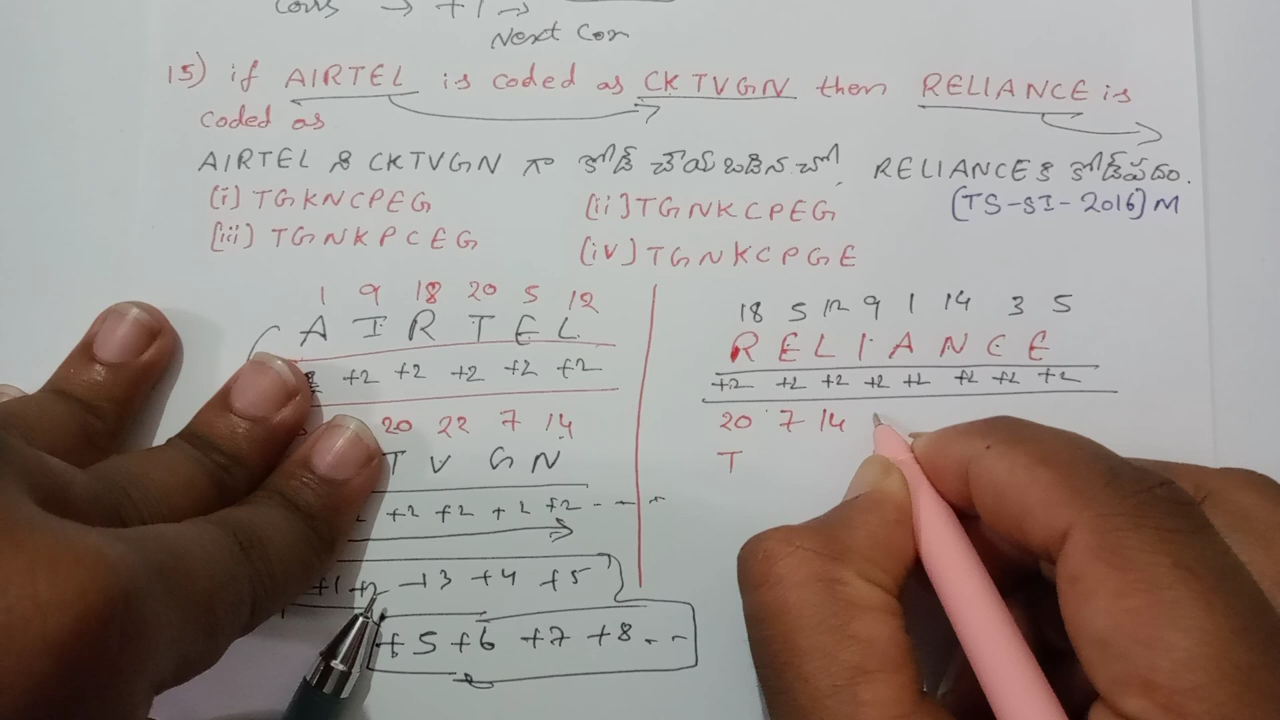 cons → +1 →
Next Con
15) if AIRTEL is coded as CKTVGN then RELIANCE is
coded as
AIRTEL ని CKTVGN గా కోడ్ చేయబడిన చో RELIANCE కి కోడ్ పదం.
(i) TGKNCPEG (ii) TGNKCPEG (TS-SI-2016) M
(iii) TGNKPCEG (iv) TGNKCPGE
1 9 18 20 5 12
A I R T E L
+2 +2 +2 +2 +2
20 22 7 14
T V G N
+2 +2 +2 +2 - - -
+1 +2 +3 +4 +5
+5 +6 +7 +8 - -
18 5 12 9 1 14 3 5
R E L I A N C E
+2 +2 +2 +2 +2 +2 +2 +2
20 7 14
T